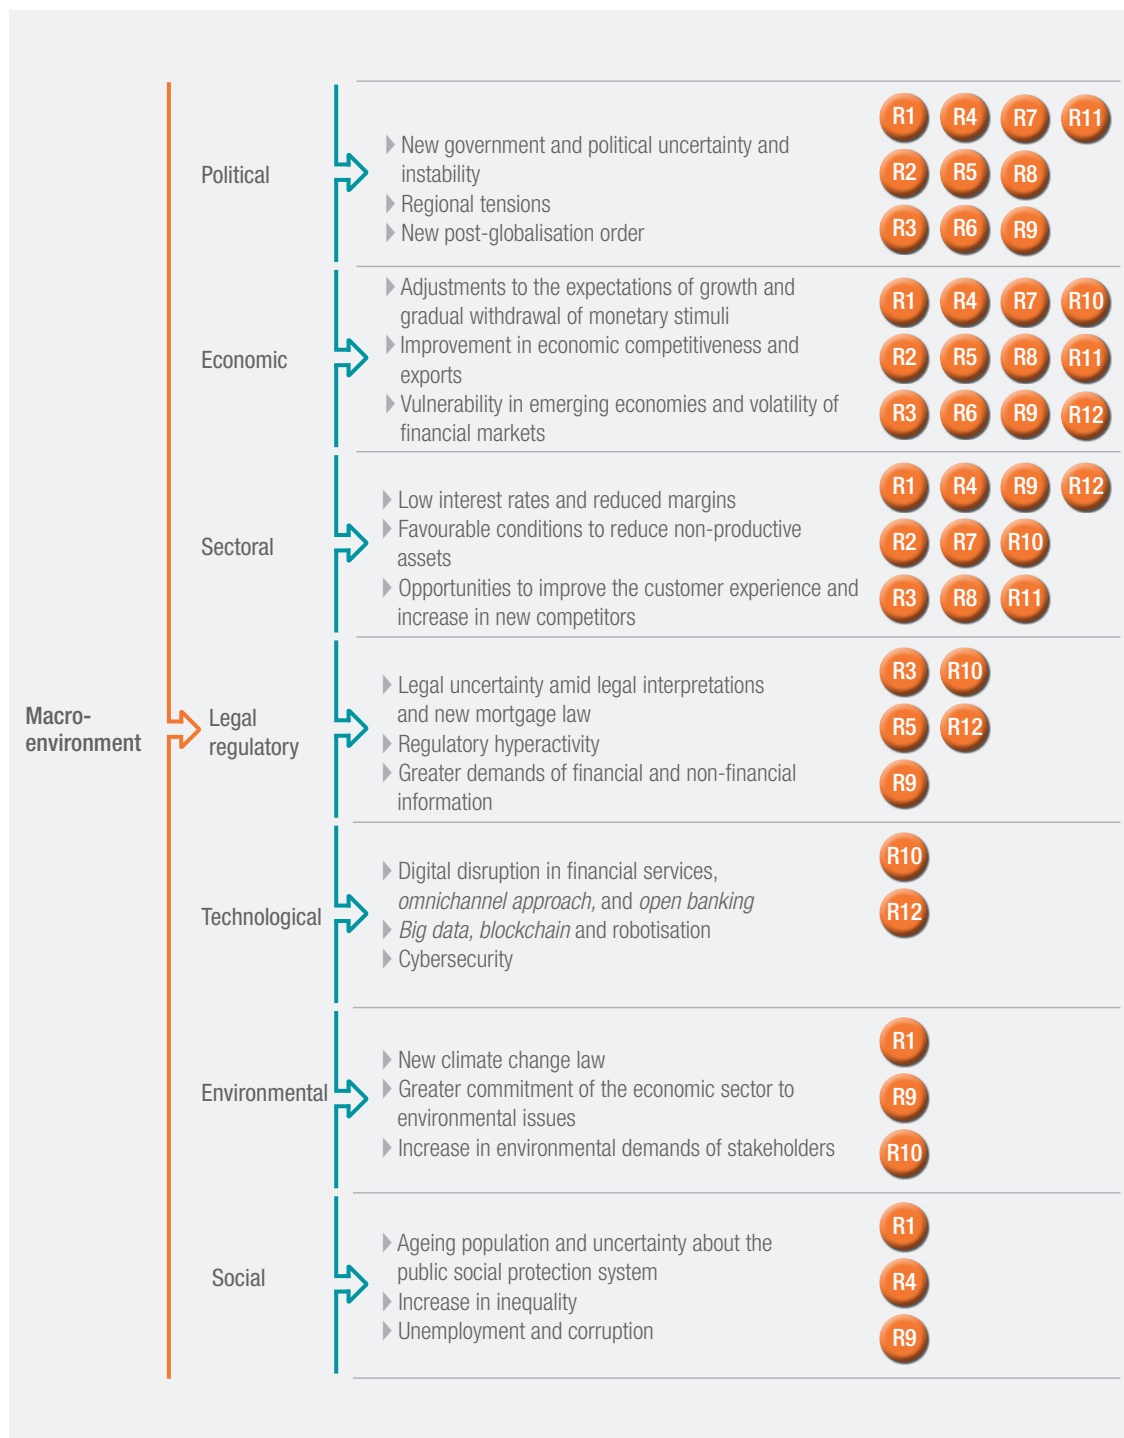 Macro-
environment
Political
New government and political uncertainty and
instability
Regional tensions
New post-globalisation order
R1 R4 R7 R11
R2 R5 R8
R3 R6 R9
Economic
Adjustments to the expectations of growth and
gradual withdrawal of monetary stimuli
Improvement in economic competitiveness and
exports
Vulnerability in emerging economies and volatility of
financial markets
R1 R4 R7 R10
R2 R5 R8 R11
R3 R6 R9 R12
Sectoral
Low interest rates and reduced margins
Favourable conditions to reduce non-productive
assets
Opportunities to improve the customer experience and
increase in new competitors
R1 R4 R9 R12
R2 R7 R10
R3 R8 R11
Legal
regulatory
Legal uncertainty amid legal interpretations
and new mortgage law
Regulatory hyperactivity
Greater demands of financial and non-financial
information
R3 R10
R5 R12
R9
Technological
Digital disruption in financial services,
omnichannel approach, and open banking
Big data, blockchain and robotisation
Cybersecurity
R10
R12
Environmental
New climate change law
Greater commitment of the economic sector to
environmental issues
Increase in environmental demands of stakeholders
R1
R9
R10
Social
Ageing population and uncertainty about the
public social protection system
Increase in inequality
Unemployment and corruption
R1
R4
R9